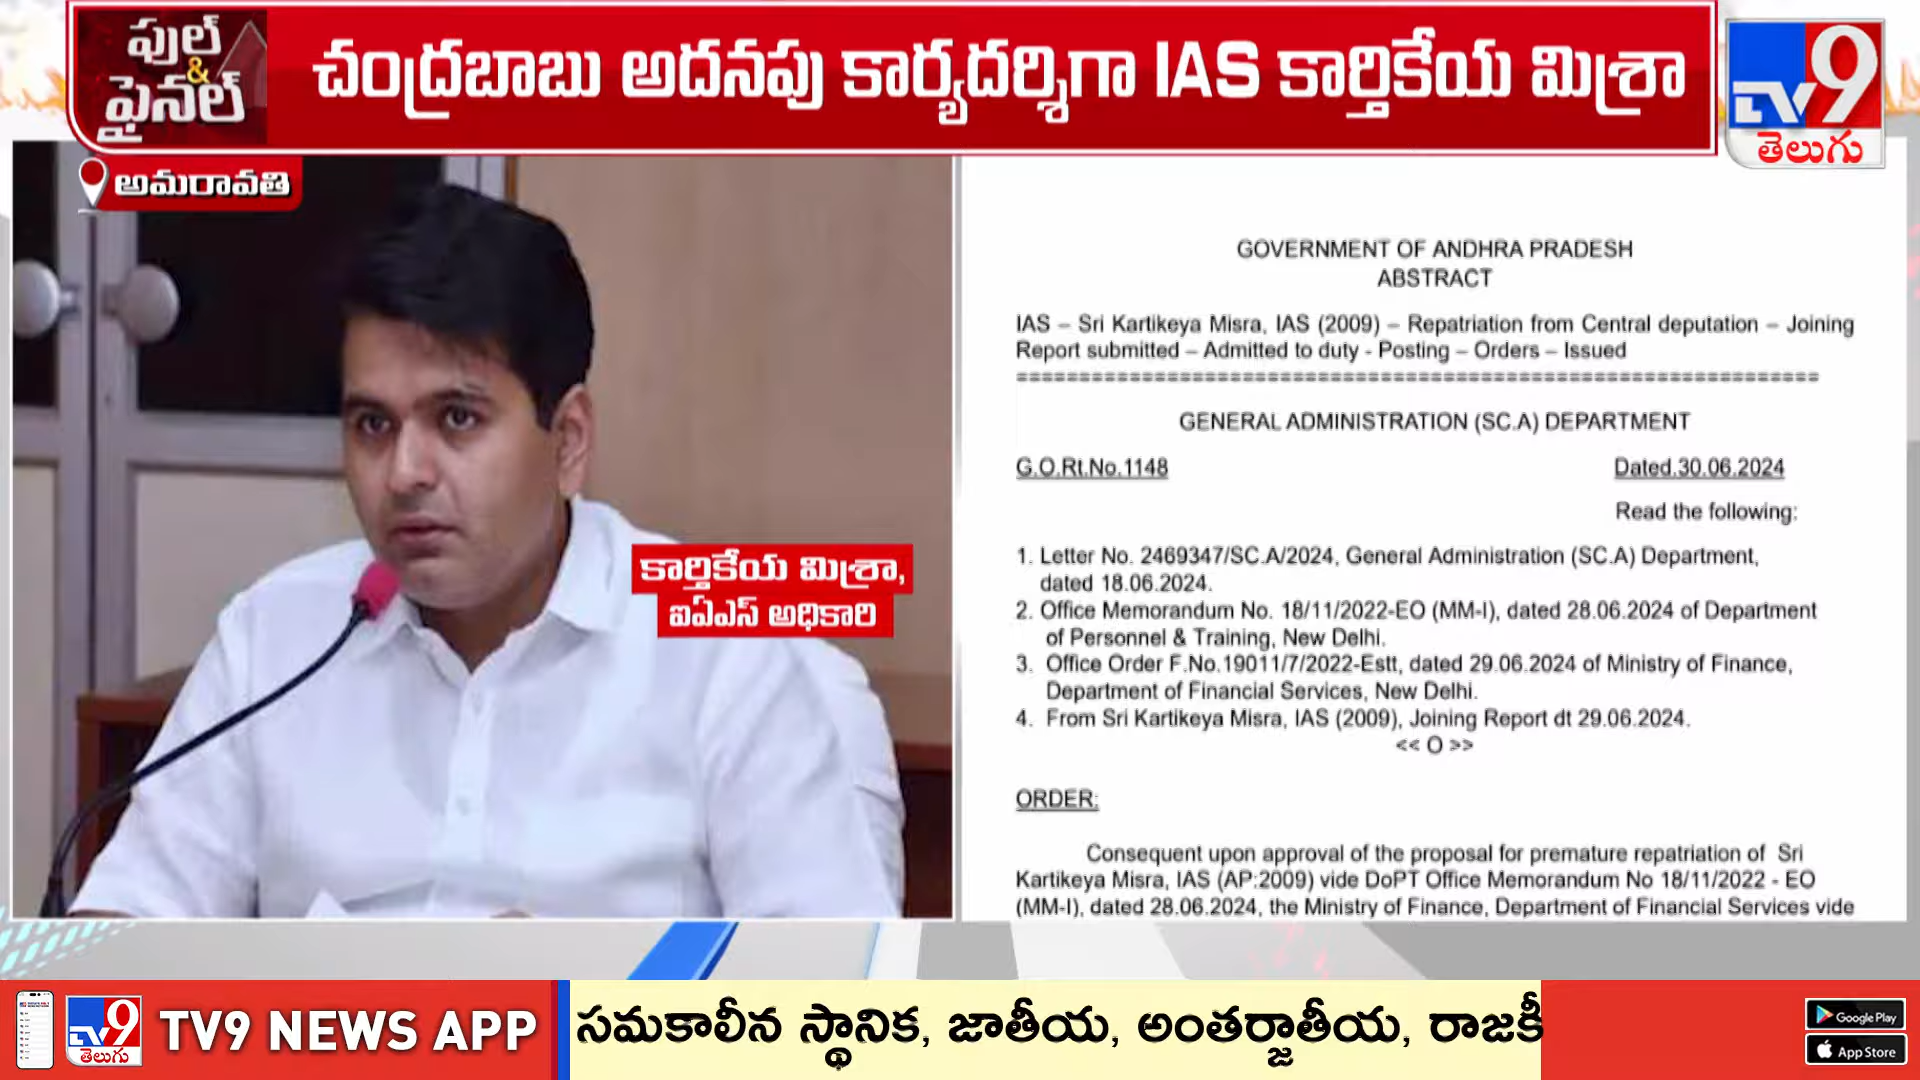 ఫుల్
&
ఫైనల్
చంద్రబాబు అదనపు కార్యదర్శిగా IAS కార్తికేయ మిశ్రా
TV9
తెలుగు
అమరావతి
కార్తికేయ మిశ్రా,
ఐఏఎస్ అధికారి
GOVERNMENT OF ANDHRA PRADESH
ABSTRACT
IAS – Sri Kartikeya Misra, IAS (2009) – Repatriation from Central deputation – Joining
Report submitted – Admitted to duty - Posting – Orders – Issued
================================================================
GENERAL ADMINISTRATION (SC.A) DEPARTMENT
G.O.Rt.No.1148 Dated.30.06.2024
Read the following:
1. Letter No. 2469347/SC.A/2024, General Administration (SC.A) Department,
dated 18.06.2024.
2. Office Memorandum No. 18/11/2022-EO (MM-I), dated 28.06.2024 of Department
of Personnel & Training, New Delhi.
3. Office Order F.No.19011/7/2022-Estt, dated 29.06.2024 of Ministry of Finance,
Department of Financial Services, New Delhi.
4. From Sri Kartikeya Misra, IAS (2009), Joining Report dt 29.06.2024.
<< O >>
ORDER:
Consequent upon approval of the proposal for premature repatriation of Sri
Kartikeya Misra, IAS (AP:2009) vide DoPT Office Memorandum No 18/11/2022 - EO
(MM-I), dated 28.06.2024, the Ministry of Finance, Department of Financial Services vide
TV9
తెలుగు
TV9 NEWS APP
సమకాలీన స్థానిక, జాతీయ, అంతర్జాతీయ, రాజకీ
Google Play
App Store